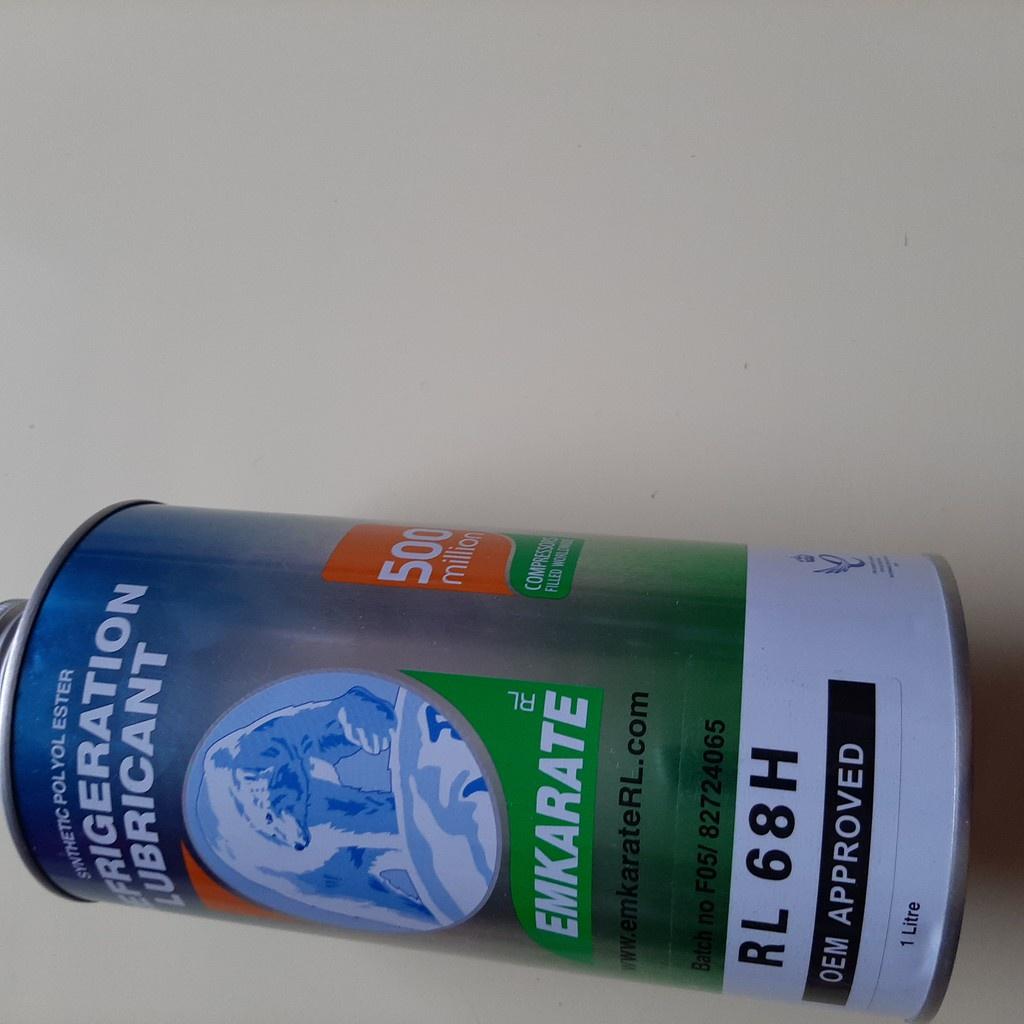 SYNTHETIC POLYOL ESTER
EFRIGERATION
LUBRICANT
500
million
COMPRESSORS
FILLED WORLDWIDE
RL
EMKARATE
www.emkarateRL.com
Batch no F05/ 82724065
RL 68H
OEM APPROVED
1 Litre